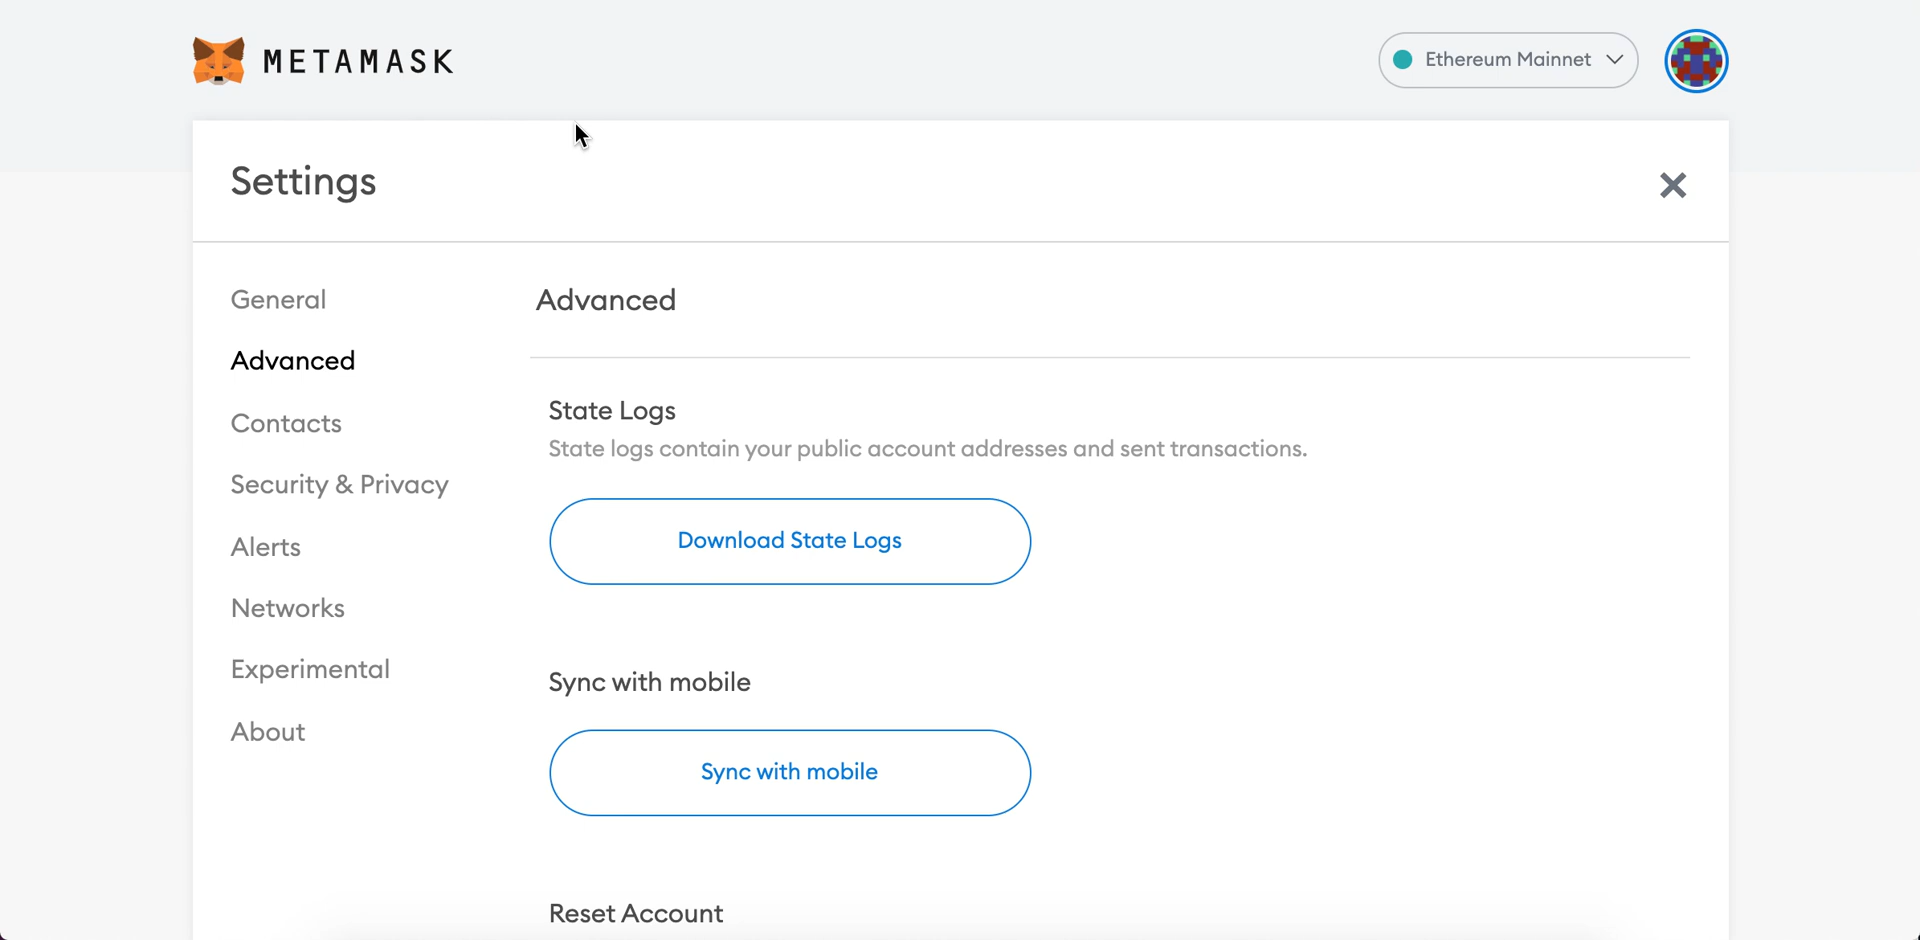 METAMASK
Ethereum Mainnet
Settings
General
Advanced
Contacts
Security & Privacy
Alerts
Networks
Experimental
About
Advanced
State Logs
State logs contain your public account addresses and sent transactions.
Download State Logs
Sync with mobile
Sync with mobile
Reset Account